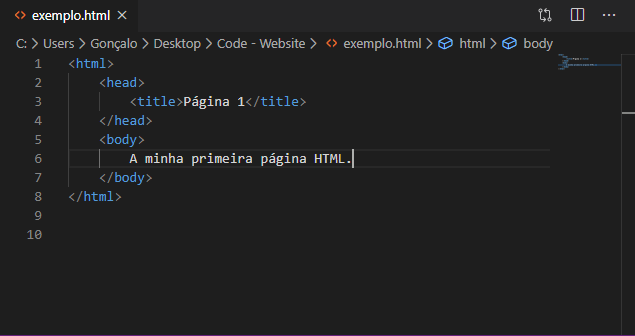 exemplo.html
C: > Users > Gonçalo > Desktop > Code - Website > exemplo.html > html > body
1 <html>
2 <head>
3 <title>Página 1</title>
4 </head>
5 <body>
6 A minha primeira página HTML.
7 </body>
8 </html>
9
10